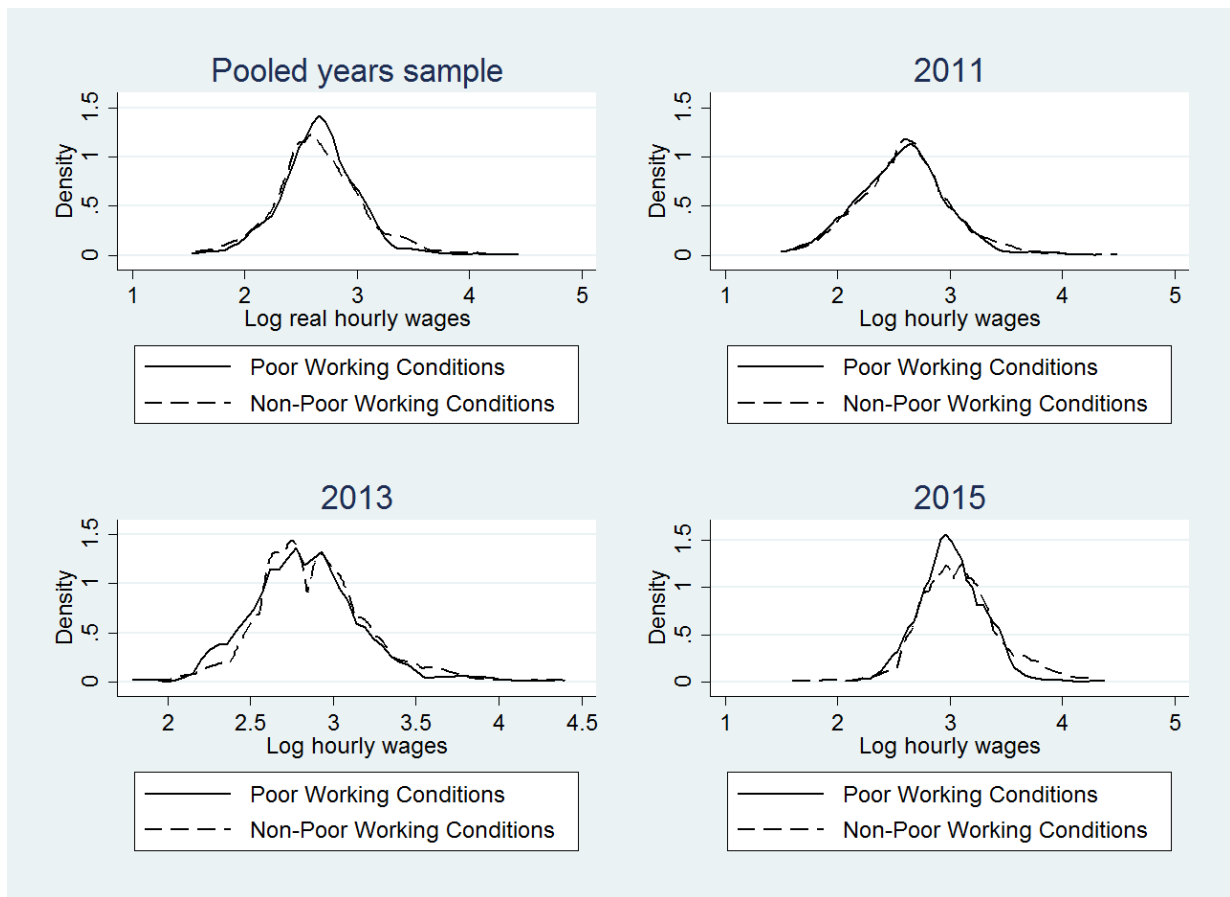 Pooled years sample
Density
0 .5 1 1.5
1 2 3 4 5
Log real hourly wages
Poor Working Conditions
Non-Poor Working Conditions
2011
Density
0 .5 1 1.5
1 2 3 4 5
Log hourly wages
Poor Working Conditions
Non-Poor Working Conditions
2013
Density
0 .5 1 1.5
2 2.5 3 3.5 4 4.5
Log hourly wages
Poor Working Conditions
Non-Poor Working Conditions
2015
Density
0 .5 1 1.5
1 2 3 4 5
Log hourly wages
Poor Working Conditions
Non-Poor Working Conditions